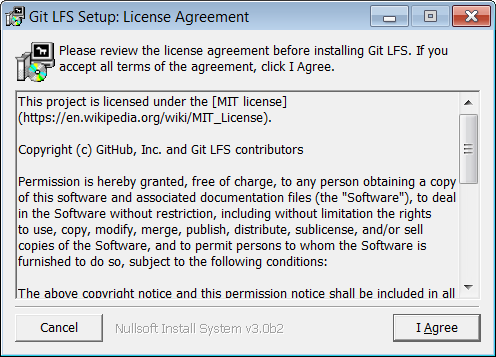 Git LFS Setup: License Agreement
Please review the license agreement before installing Git LFS. If you
accept all terms of the agreement, click I Agree.
This project is licensed under the [MIT license]
(https://en.wikipedia.org/wiki/MIT_License).
Copyright (c) GitHub, Inc. and Git LFS contributors
Permission is hereby granted, free of charge, to any person obtaining a copy
of this software and associated documentation files (the "Software"), to deal
in the Software without restriction, including without limitation the rights
to use, copy, modify, merge, publish, distribute, sublicense, and/or sell
copies of the Software, and to permit persons to whom the Software is
furnished to do so, subject to the following conditions:
The above copyright notice and this permission notice shall be included in all
Cancel
Nullsoft Install System v3.0b2
I Agree